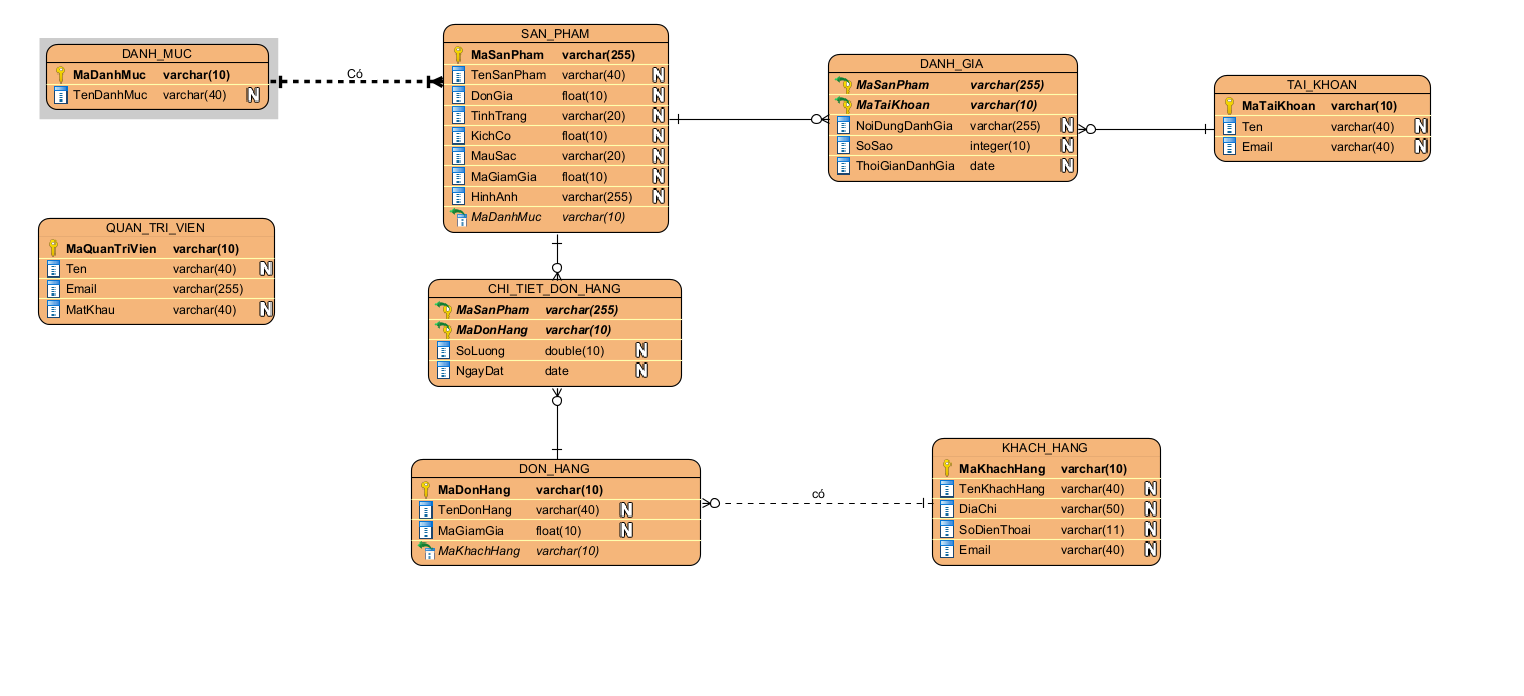 DANH_MUC
MaDanhMuc varchar(10)
TenDanhMuc varchar(40) N
Có
SAN_PHAM
MaSanPham varchar(255)
TenSanPham varchar(40) N
DonGia float(10) N
TinhTrang varchar(20) N
KichCo float(10) N
MauSac varchar(20) N
MaGiamGia float(10) N
HinhAnh varchar(255) N
MaDanhMuc varchar(10)
DANH_GIA
MaSanPham varchar(255)
MaTaiKhoan varchar(10)
NoiDungDanhGia varchar(255) N
SoSao integer(10) N
ThoiGianDanhGia date N
TAI_KHOAN
MaTaiKhoan varchar(10)
Ten varchar(40) N
Email varchar(40) N
QUAN_TRI_VIEN
MaQuanTriVien varchar(10)
Ten varchar(40) N
Email varchar(255)
MatKhau varchar(40) N
CHI_TIET_DON_HANG
MaSanPham varchar(255)
MaDonHang varchar(10)
SoLuong double(10) N
NgayDat date N
DON_HANG
MaDonHang varchar(10)
TenDonHang varchar(40) N
MaGiamGia float(10) N
MaKhachHang varchar(10)
có
KHACH_HANG
MaKhachHang varchar(10)
TenKhachHang varchar(40) N
DiaChi varchar(50) N
SoDienThoai varchar(11) N
Email varchar(40) N